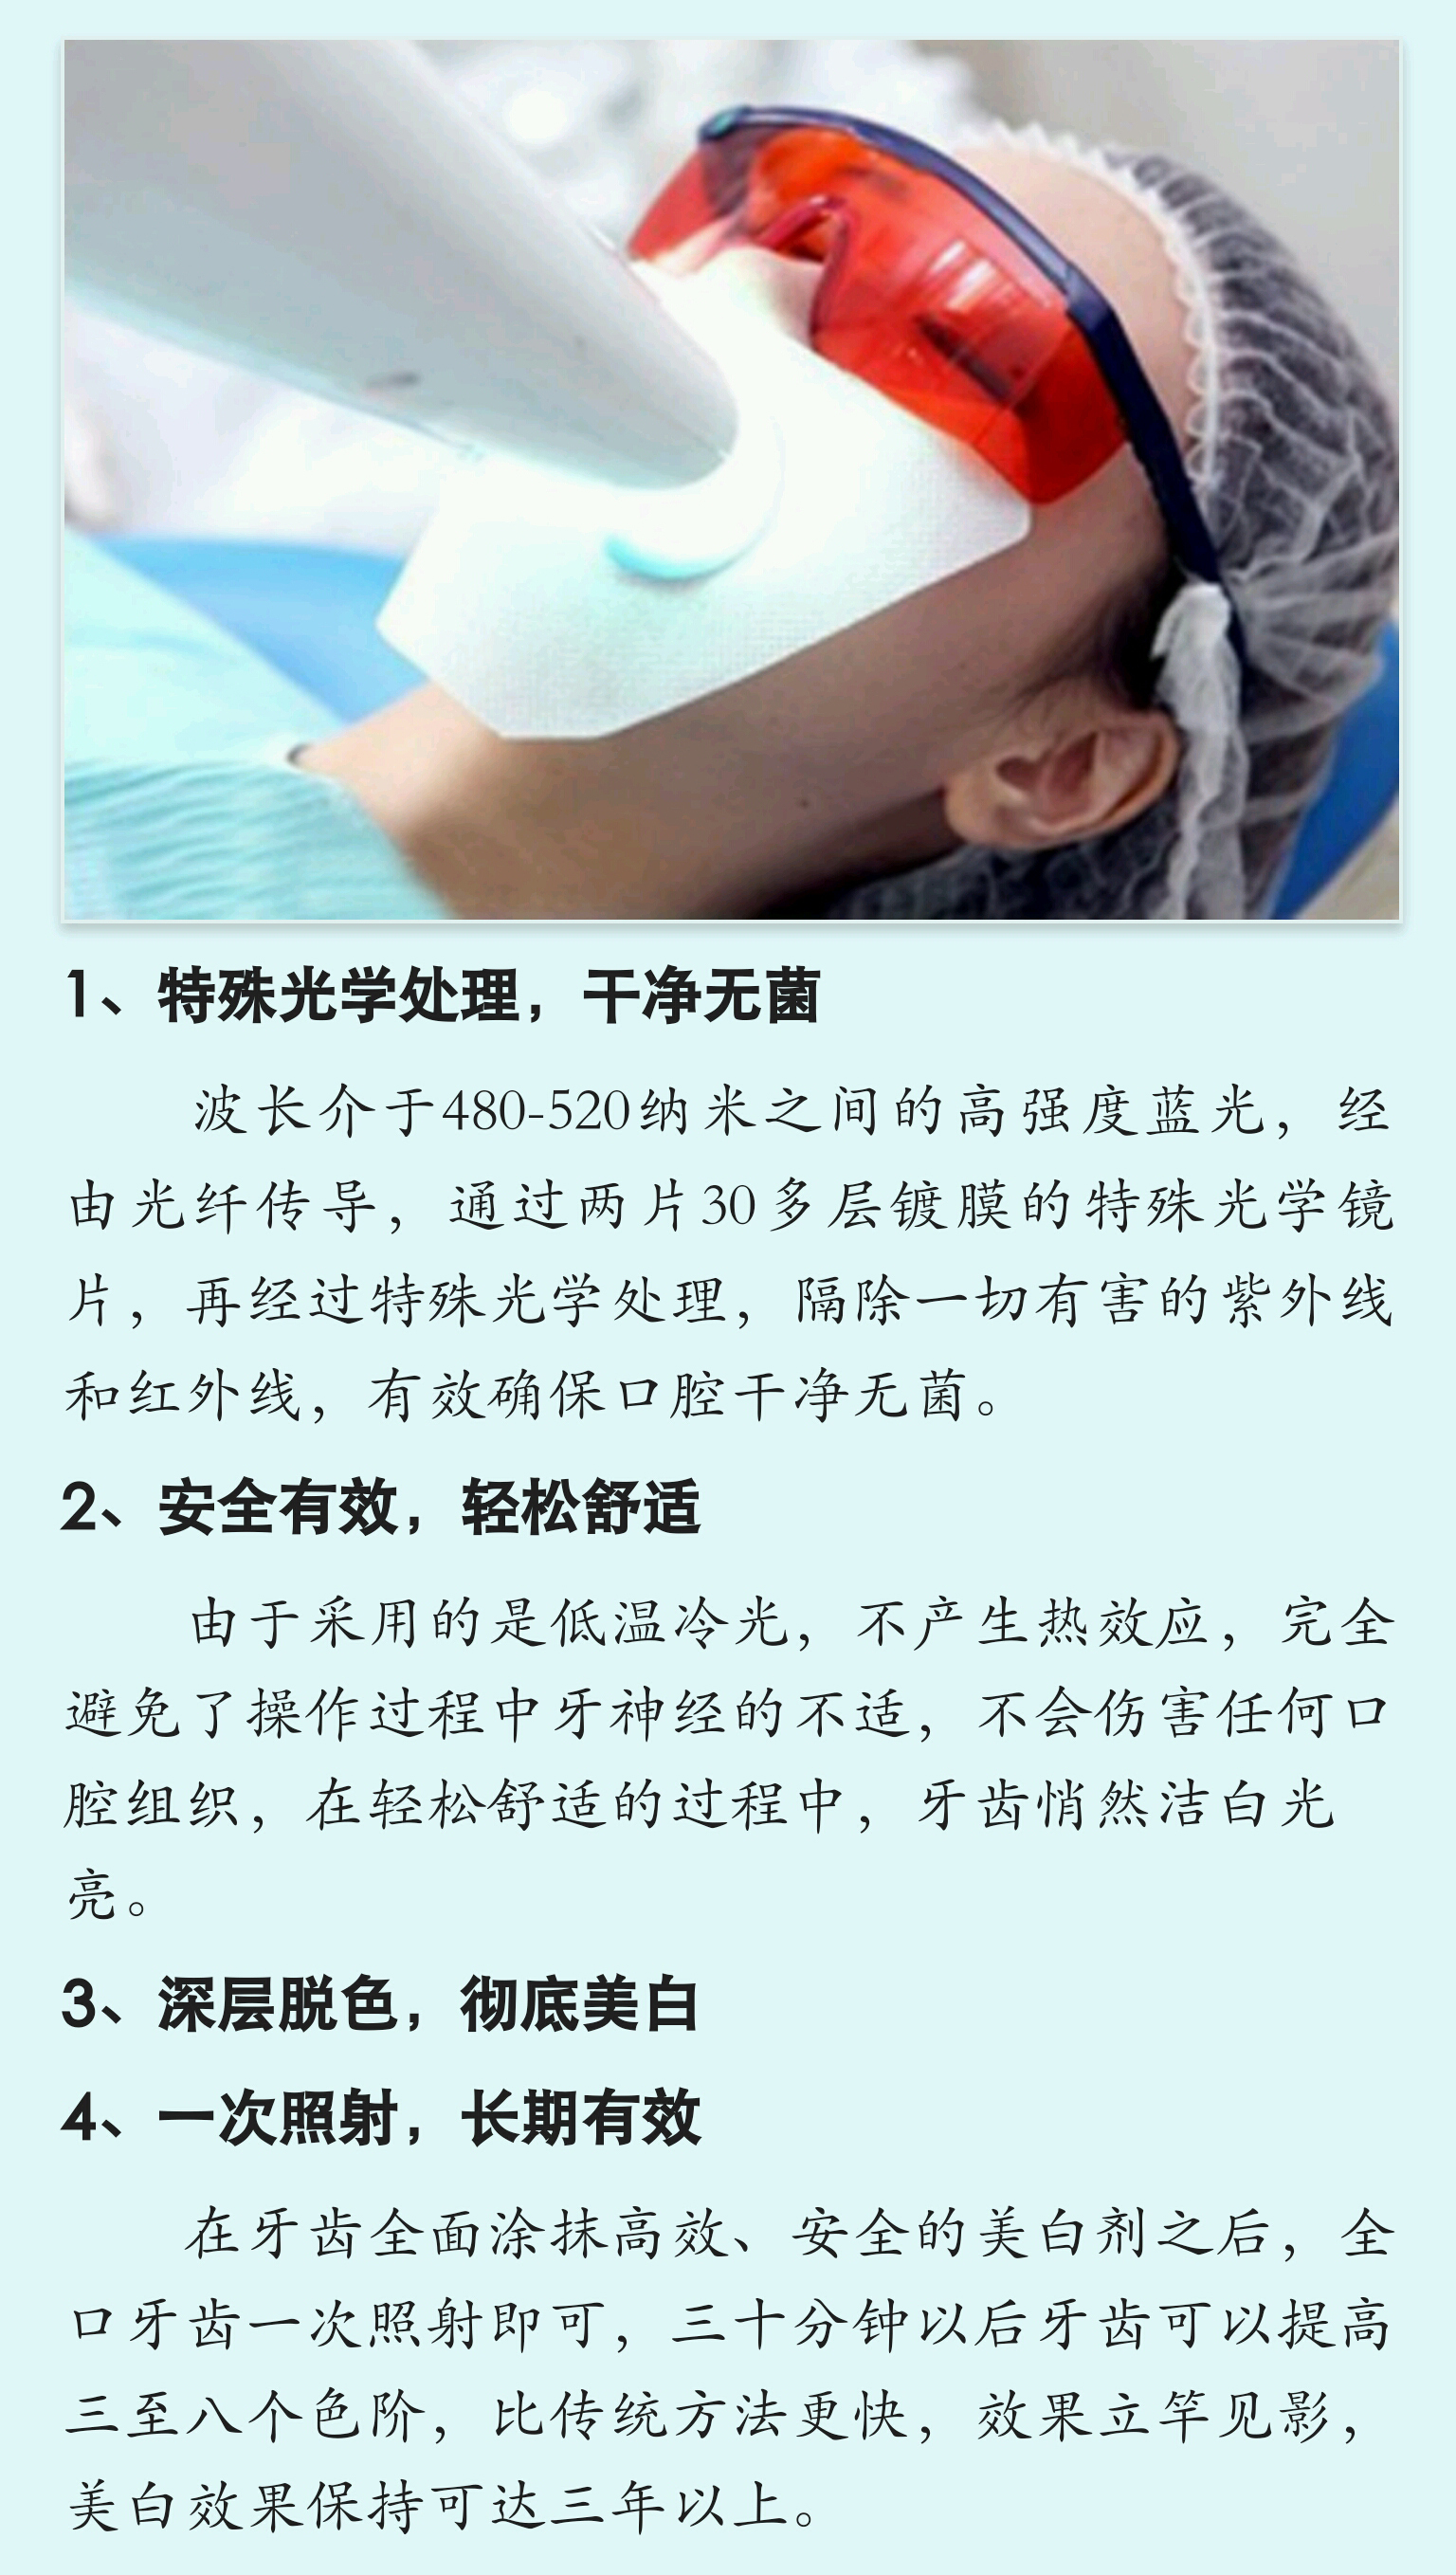 1、特殊光学处理，干净无菌
波长介于480-520纳米之间的高强度蓝光，经
由光纤传导，通过两片30多层镀膜的特殊光学镜
片，再经过特殊光学处理，隔除一切有害的紫外线
和红外线，有效确保口腔干净无菌。
2、安全有效，轻松舒适
由于采用的是低温冷光，不产生热效应，完全
避免了操作过程中牙神经的不适，不会伤害任何口
腔组织，在轻松舒适的过程中，牙齿悄然洁白光
亮。
3、深层脱色，彻底美白
4、一次照射，长期有效
在牙齿全面涂抹高效、安全的美白剂之后，全
口牙齿一次照射即可，三十分钟以后牙齿可以提高
三至八个色阶，比传统方法更快，效果立竿见影，
美白效果保持可达三年以上。